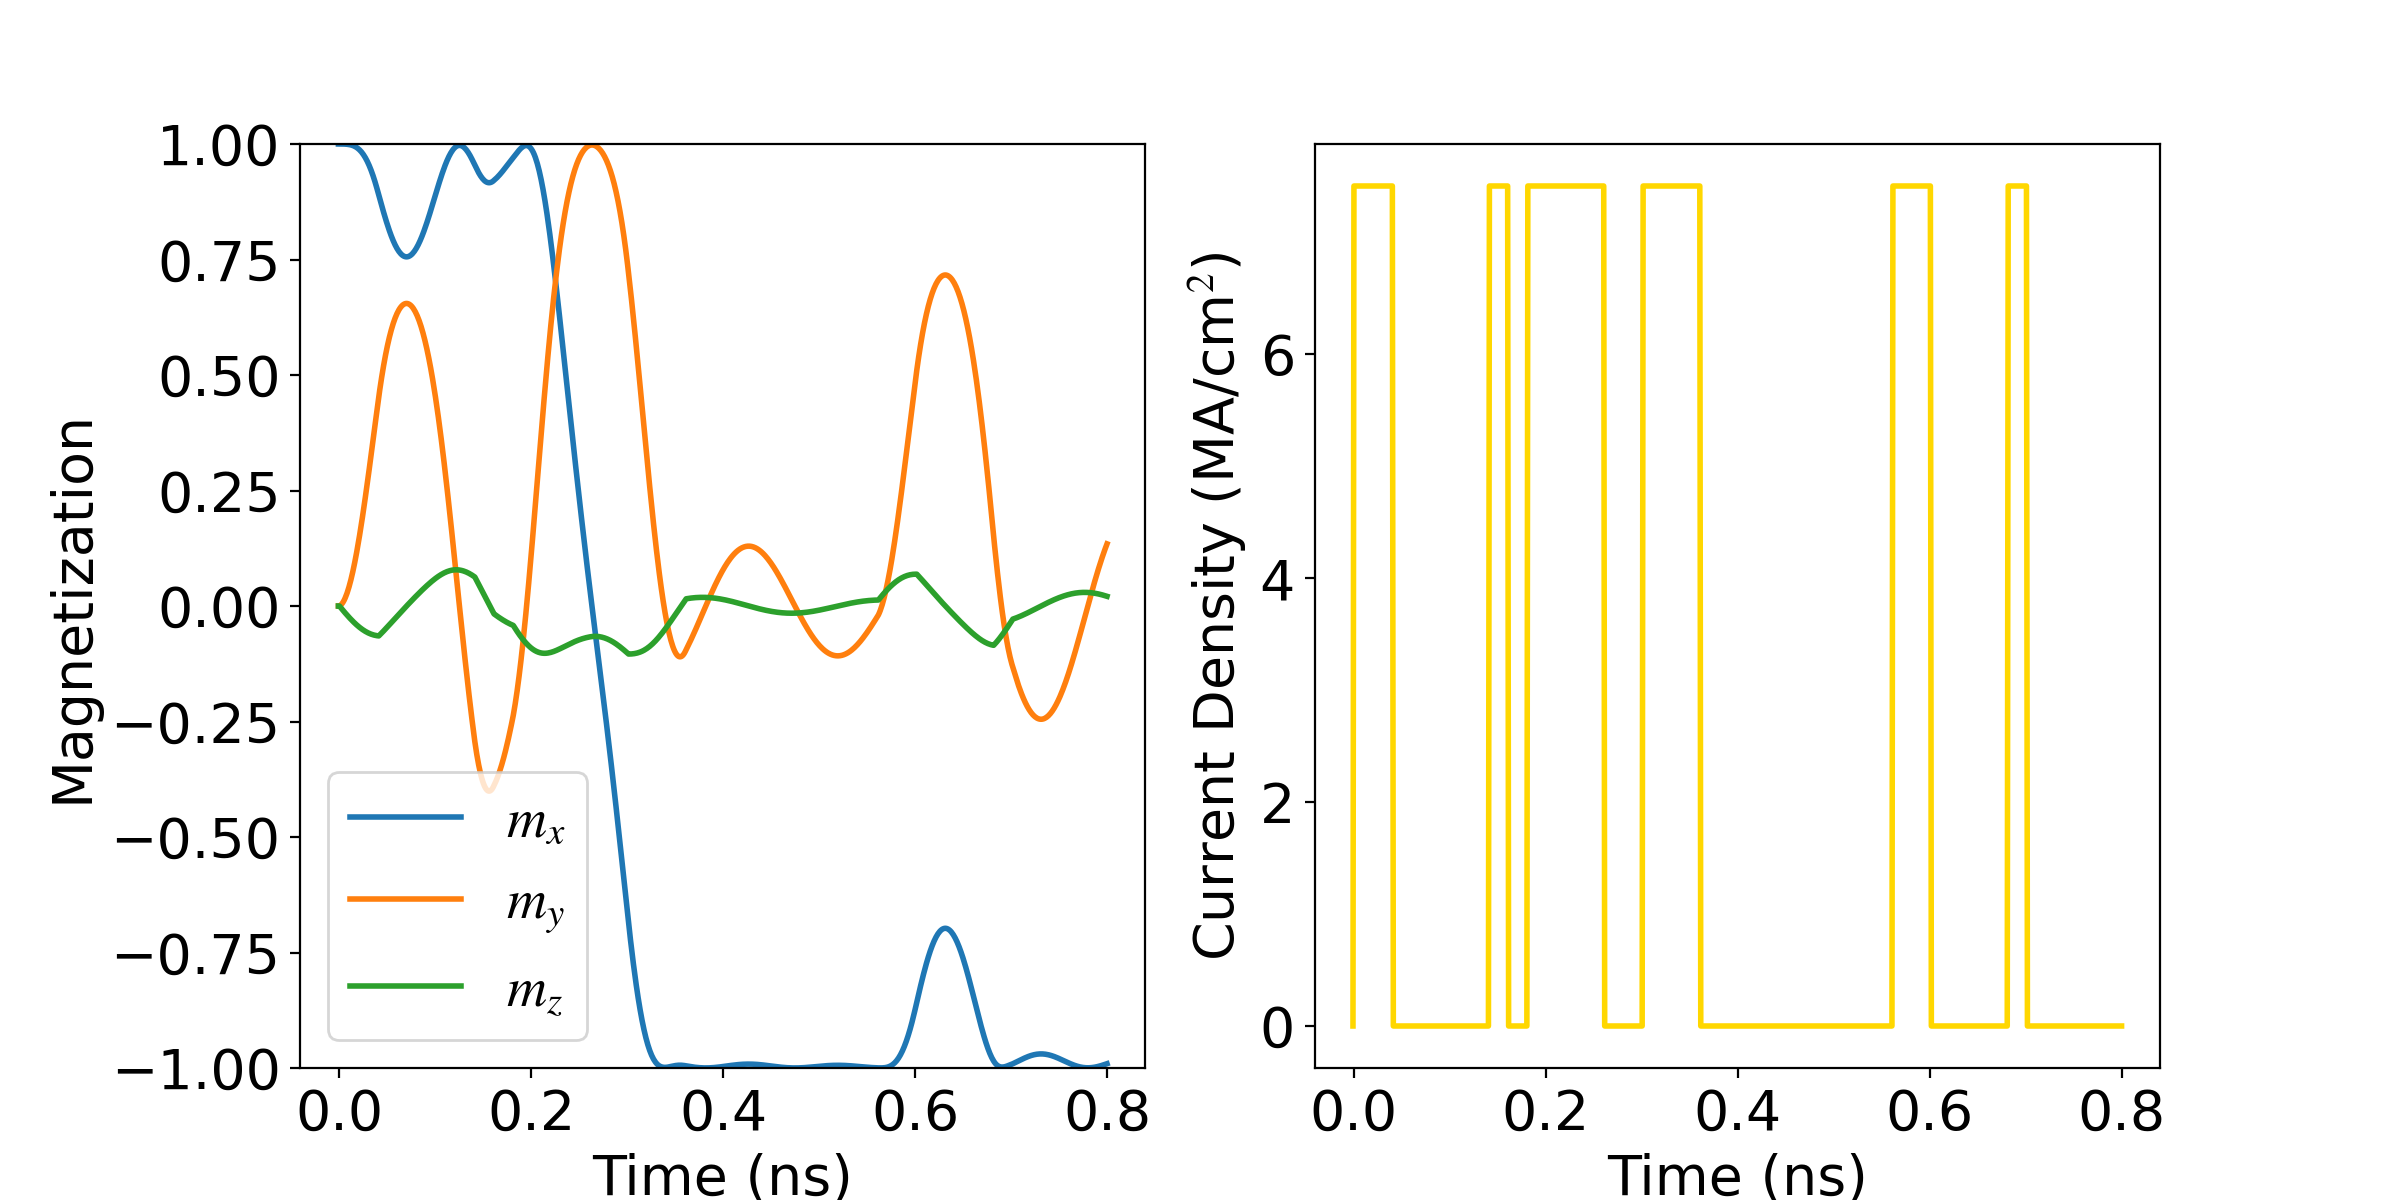 Magnetization
1.00
0.75
0.50
0.25
0.00
−0.25
−0.50
−0.75
−1.00
m_x
m_y
m_z
0.0 0.2 0.4 0.6 0.8
Time (ns)
Current Density (MA/cm²)
6
4
2
0
0.0 0.2 0.4 0.6 0.8
Time (ns)